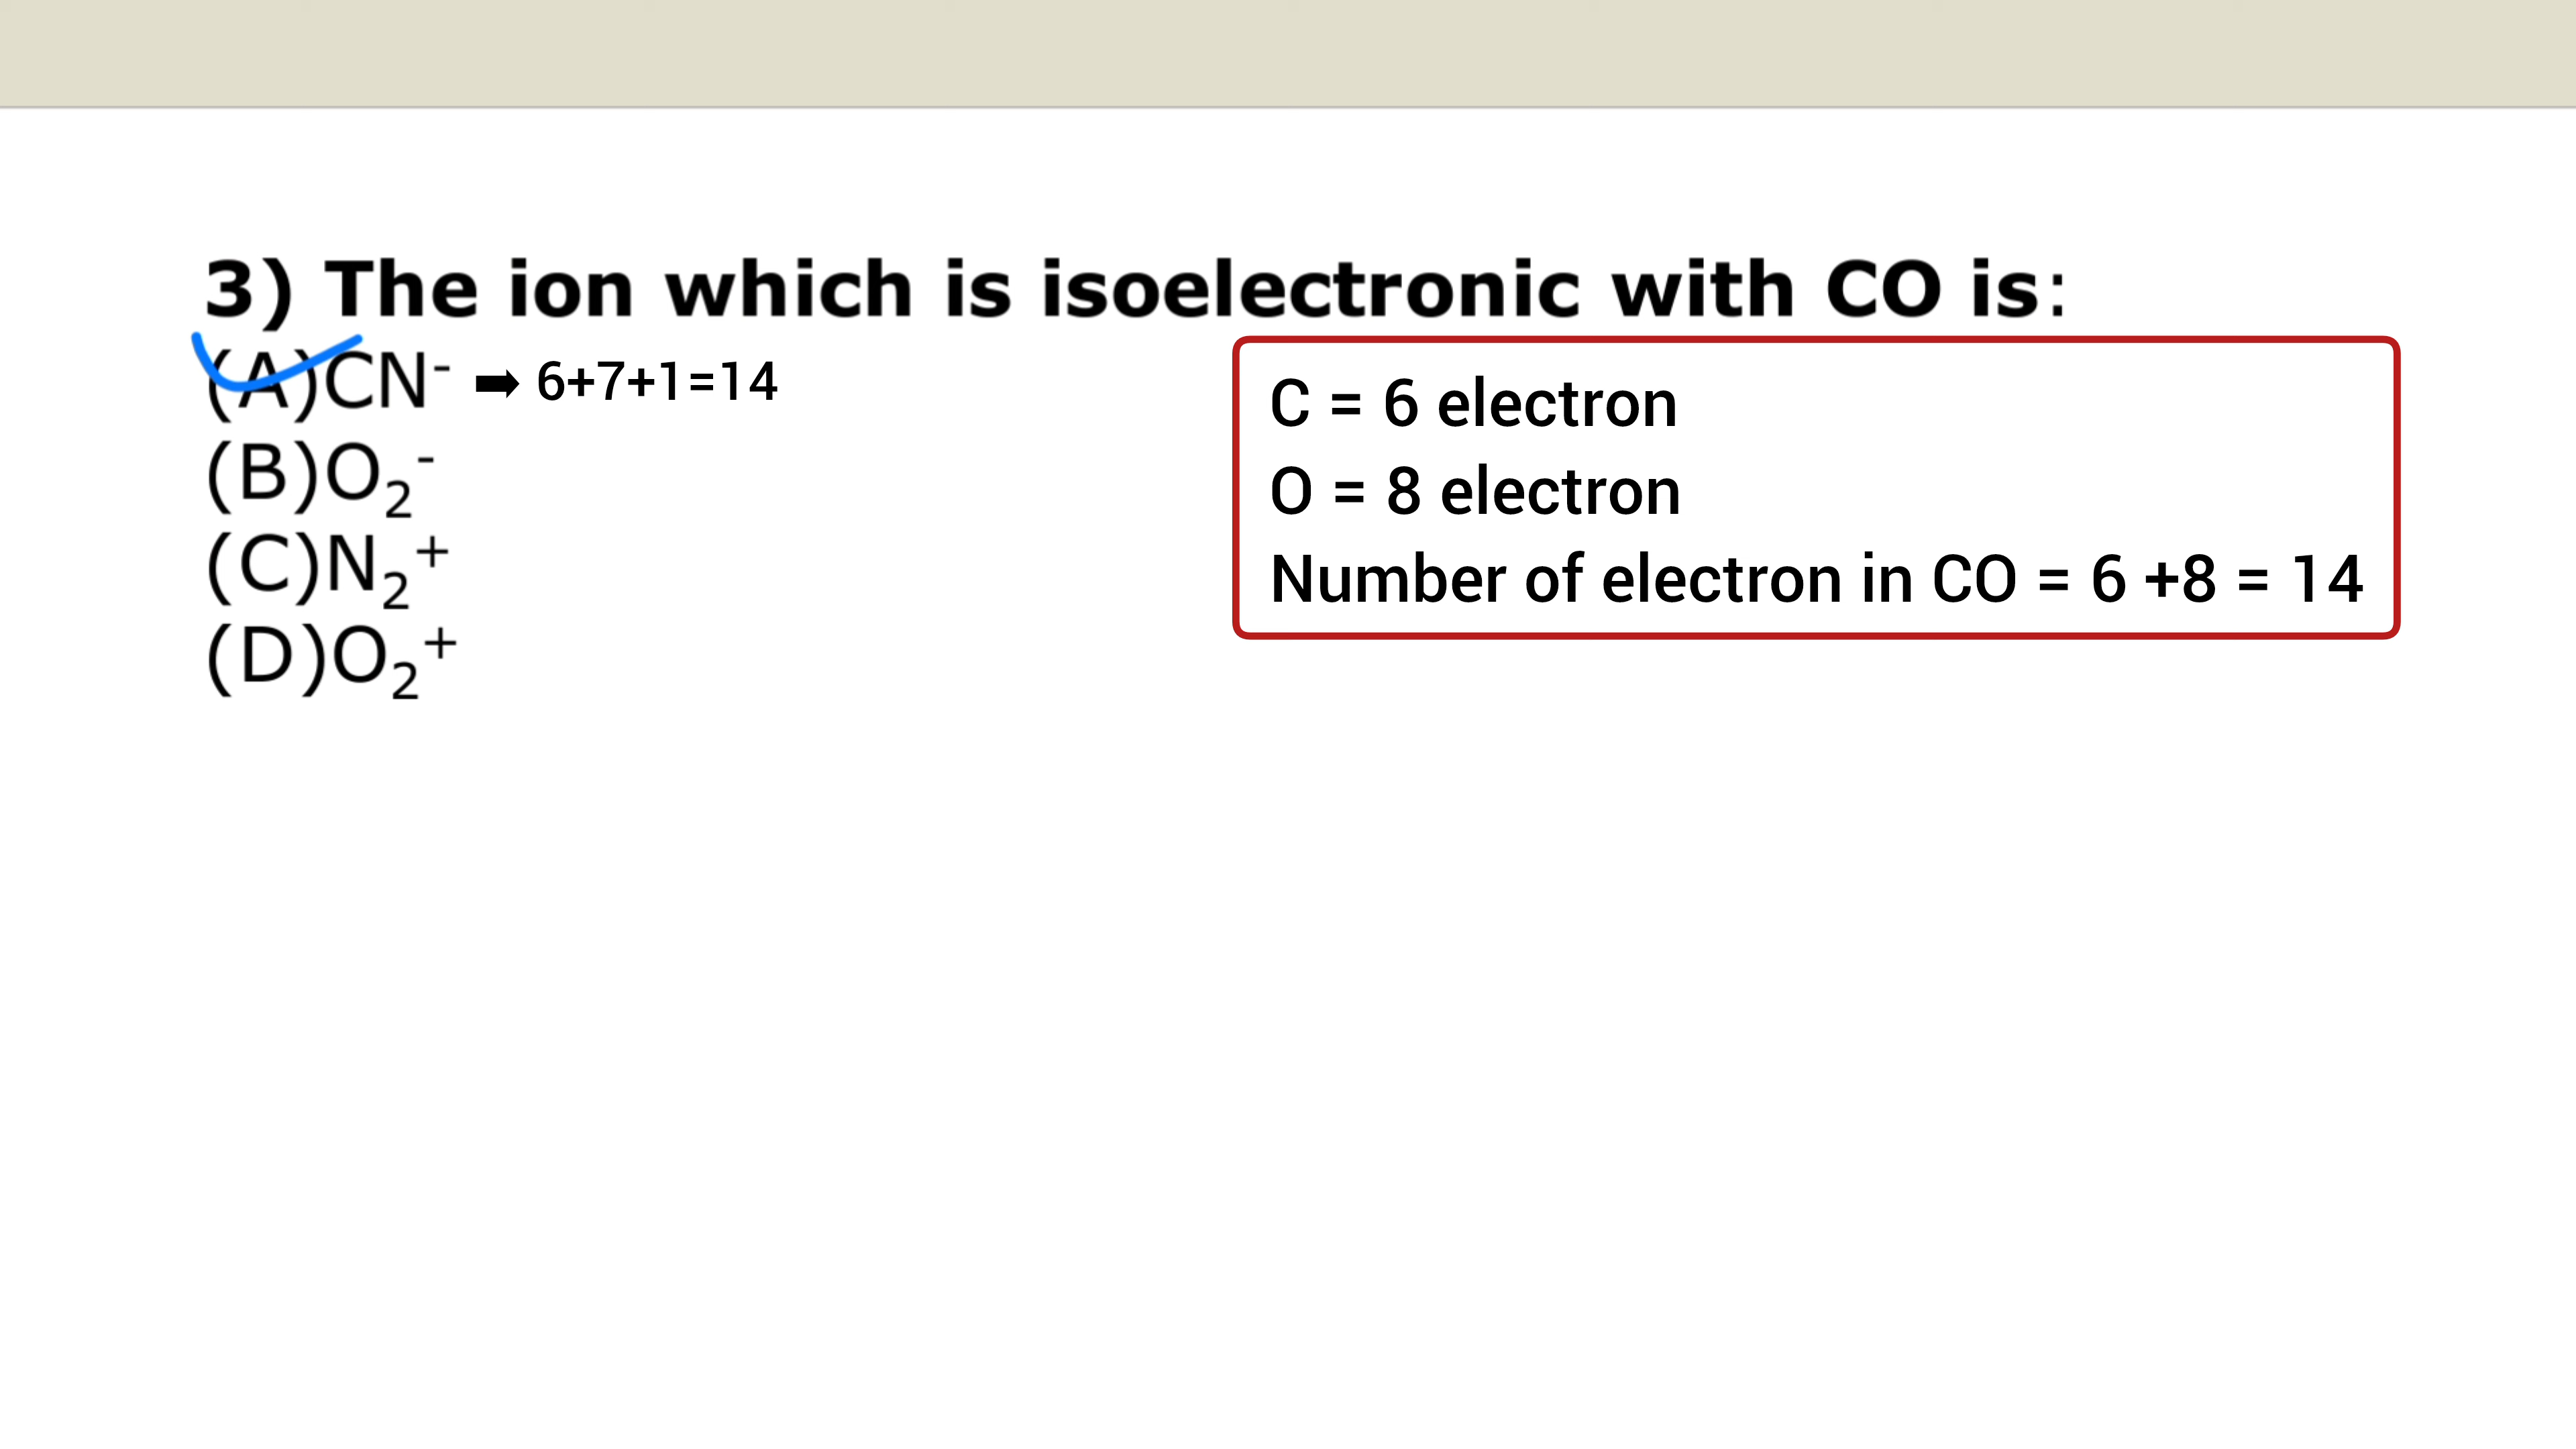 3) The ion which is isoelectronic with CO is:
(A)CN⁻ ➡ 6+7+1=14
(B)O₂⁻
(C)N₂⁺
(D)O₂⁺
C = 6 electron
O = 8 electron
Number of electron in CO = 6 +8 = 14